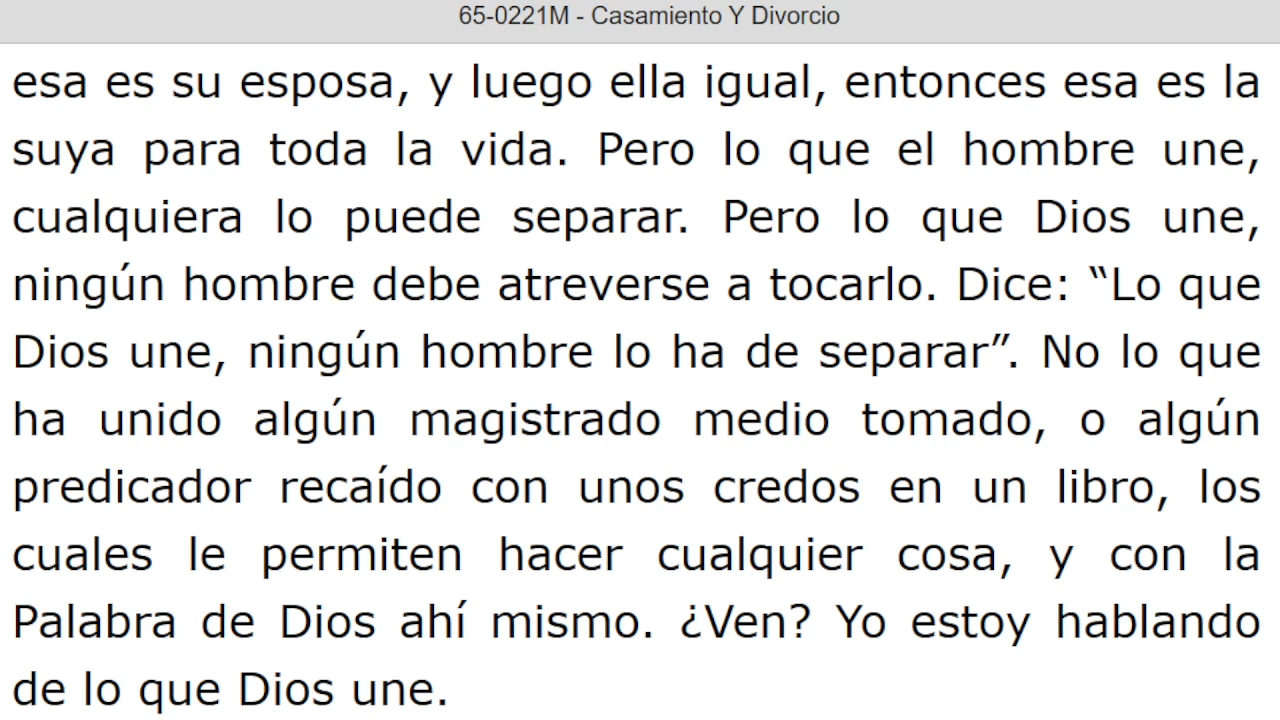 65-0221M - Casamiento Y Divorcio
esa es su esposa, y luego ella igual, entonces esa es la
suya para toda la vida. Pero lo que el hombre une,
cualquiera lo puede separar. Pero lo que Dios une,
ningún hombre debe atreverse a tocarlo. Dice: “Lo que
Dios une, ningún hombre lo ha de separar”. No lo que
ha unido algún magistrado medio tomado, o algún
predicador recaído con unos credos en un libro, los
cuales le permiten hacer cualquier cosa, y con la
Palabra de Dios ahí mismo. ¿Ven? Yo estoy hablando
de lo que Dios une.